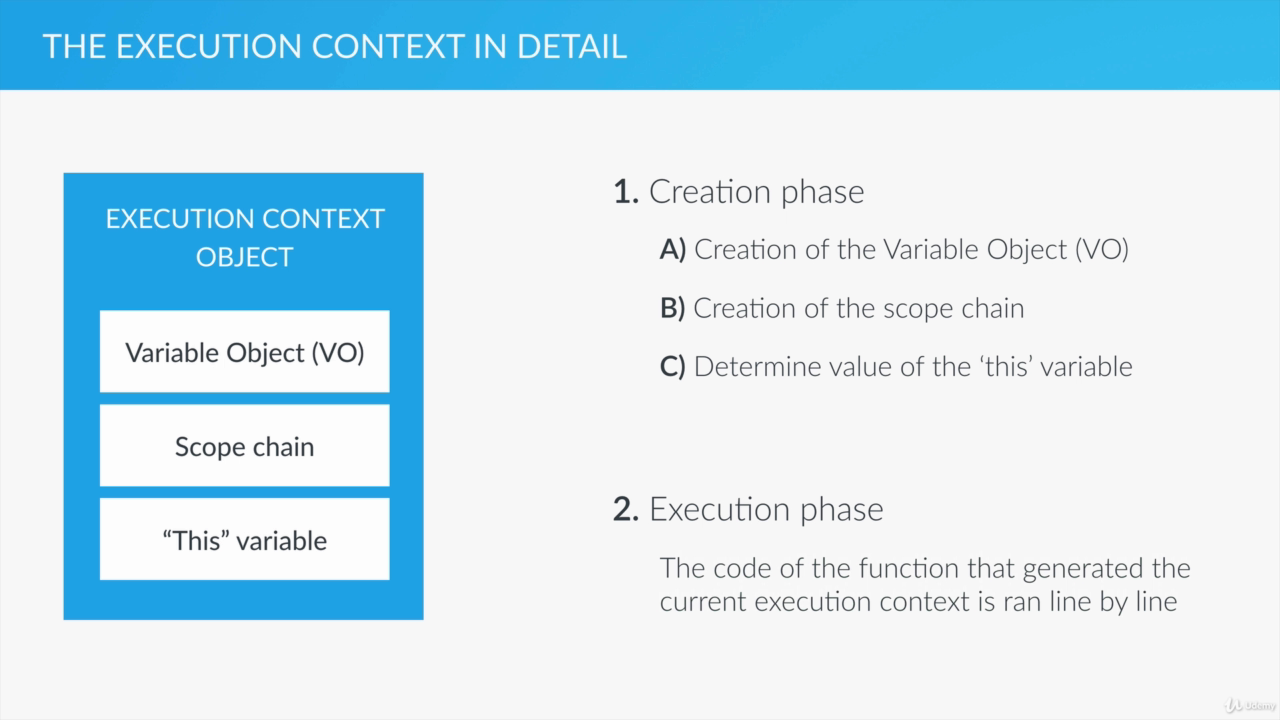 THE EXECUTION CONTEXT IN DETAIL
EXECUTION CONTEXT
OBJECT
Variable Object (VO)
Scope chain
“This” variable
1. Creation phase
A) Creation of the Variable Object (VO)
B) Creation of the scope chain
C) Determine value of the ‘this’ variable
2. Execution phase
The code of the function that generated the
current execution context is ran line by line
Udemy